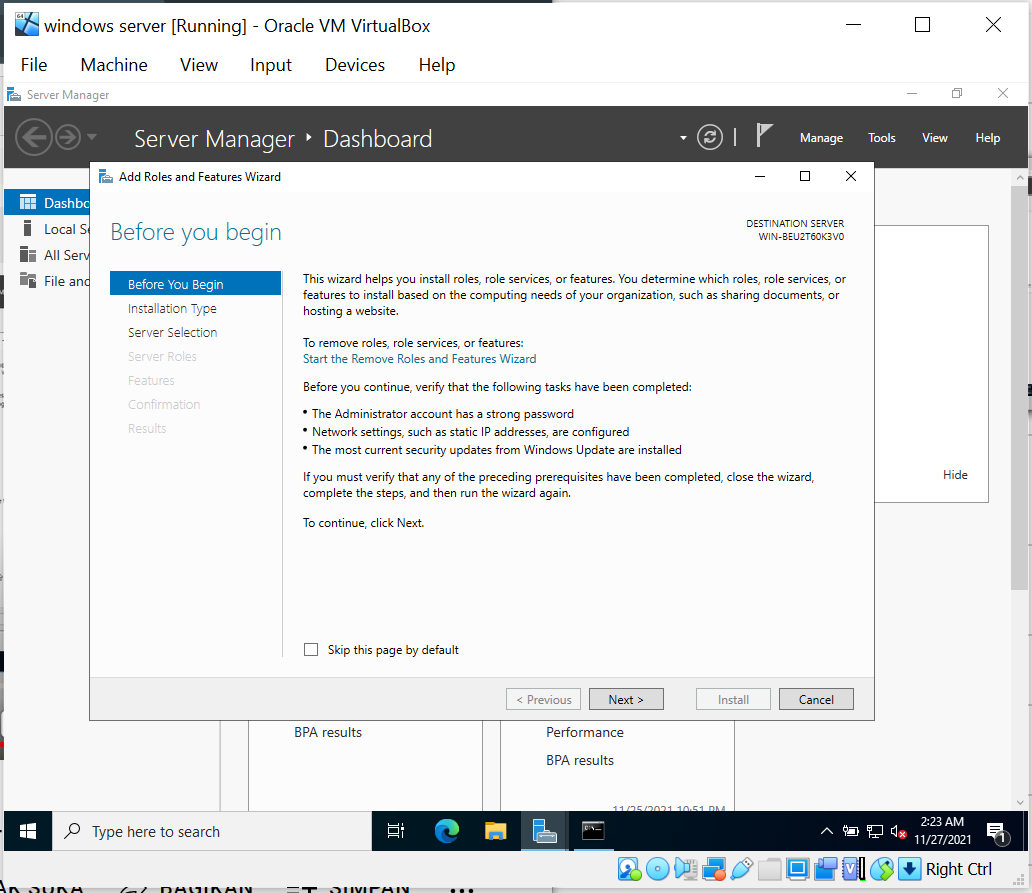 windows server [Running] - Oracle VM VirtualBox
File Machine View Input Devices Help
Server Manager
Server Manager Dashboard
Manage Tools View Help
Add Roles and Features Wizard
Before you begin
DESTINATION SERVER
WIN-BEU2T60K3V0
Dashbo
Local Se
All Serv
File and
Before You Begin
Installation Type
Server Selection
Server Roles
Features
Confirmation
Results
This wizard helps you install roles, role services, or features. You determine which roles, role services, or
features to install based on the computing needs of your organization, such as sharing documents, or
hosting a website.
To remove roles, role services, or features:
Start the Remove Roles and Features Wizard
Before you continue, verify that the following tasks have been completed:
• The Administrator account has a strong password
• Network settings, such as static IP addresses, are configured
• The most current security updates from Windows Update are installed
If you must verify that any of the preceding prerequisites have been completed, close the wizard,
complete the steps, and then run the wizard again.
To continue, click Next.
Skip this page by default
< Previous Next > Install Cancel
Hide
BPA results
Performance
BPA results
11/25/2021 10:51 PM
Type here to search
2:23 AM
11/27/2021
1
Right Ctrl
AK SUKA BAGIKAN SIMPAN